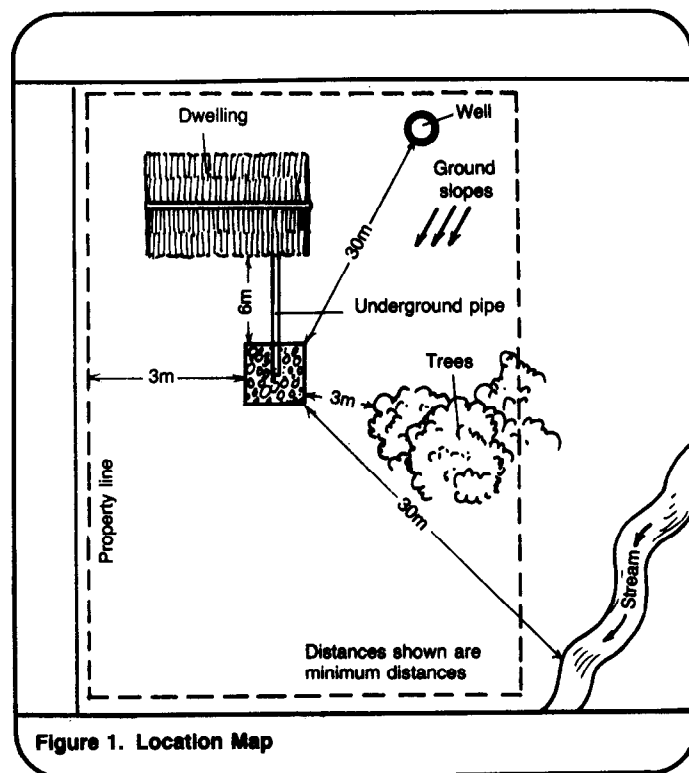 Dwelling
Well
Ground
slopes
30m
6m
Underground pipe
Trees
3m
3m
30m
Property line
Stream
Distances shown are
minimum distances
Figure 1. Location Map